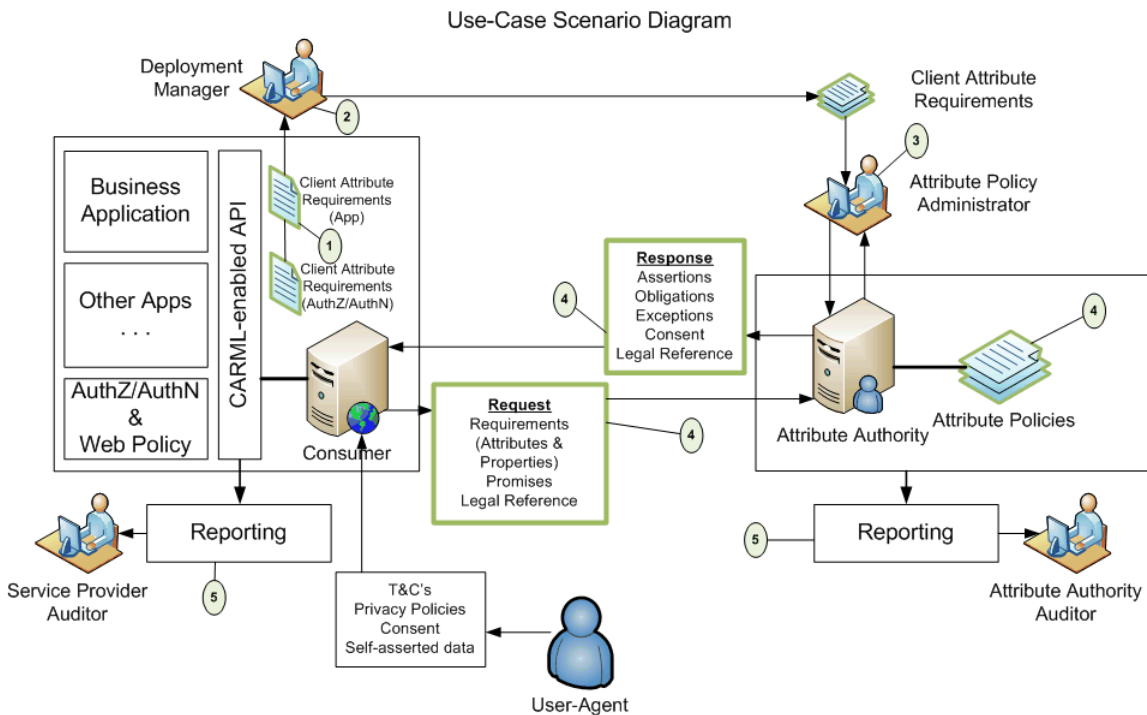 Use-Case Scenario Diagram
Deployment
Manager
2
Client Attribute
Requirements
3
Attribute Policy
Administrator
Business
Application
Other Apps
. . .
AuthZ/AuthN
&
Web Policy
CARML-enabled API
Client Attribute
Requirements
(App)
1
Client Attribute
Requirements
(AuthZ/AuthN)
Consumer
4
Response
Assertions
Obligations
Exceptions
Consent
Legal Reference
Request
Requirements
(Attributes &
Properties)
Promises
Legal Reference
4
Attribute Authority
4
Attribute Policies
Reporting
5
Service Provider
Auditor
T&C's
Privacy Policies
Consent
Self-asserted data
User-Agent
5
Reporting
Attribute Authority
Auditor